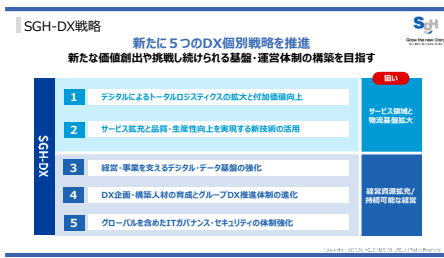 SGH-DX戦略
SGH
Grow the new Story.
新たに５つのDX個別戦略を推進
新たな価値創出や挑戦し続けられる基盤・運営体制の構築を目指す
狙い
SGH-DX
1 デジタルによるトータルロジスティクスの拡大と付加価値向上
2 サービス拡充と品質・生産性向上を実現する新技術の活用
サービス領域と
物流基盤拡大
3 経営・事業を支えるデジタル・データ基盤の強化
4 DX企画・構築人材の育成とグループDX推進体制の進化
5 グローバルを含めたITガバナンス・セキュリティの体制強化
経営資源拡充/
持続可能な経営